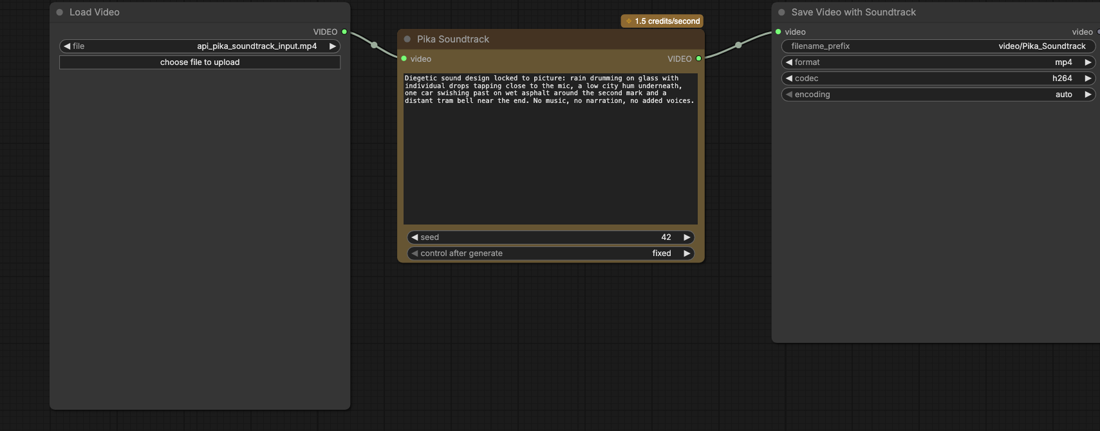 Load Video
VIDEO
file api_pika_soundtrack_input.mp4
choose file to upload
1.5 credits/second
Pika Soundtrack
video VIDEO
Diegetic sound design locked to picture: rain drumming on glass with
individual drops tapping close to the mic, a low city hum underneath,
one car swishing past on wet asphalt around the second mark and a
distant tram bell near the end. No music, no narration, no added voices.
seed 42
control after generate fixed
Save Video with Soundtrack
video video
filename_prefix video/Pika_Soundtrack
format mp4
codec h264
encoding auto